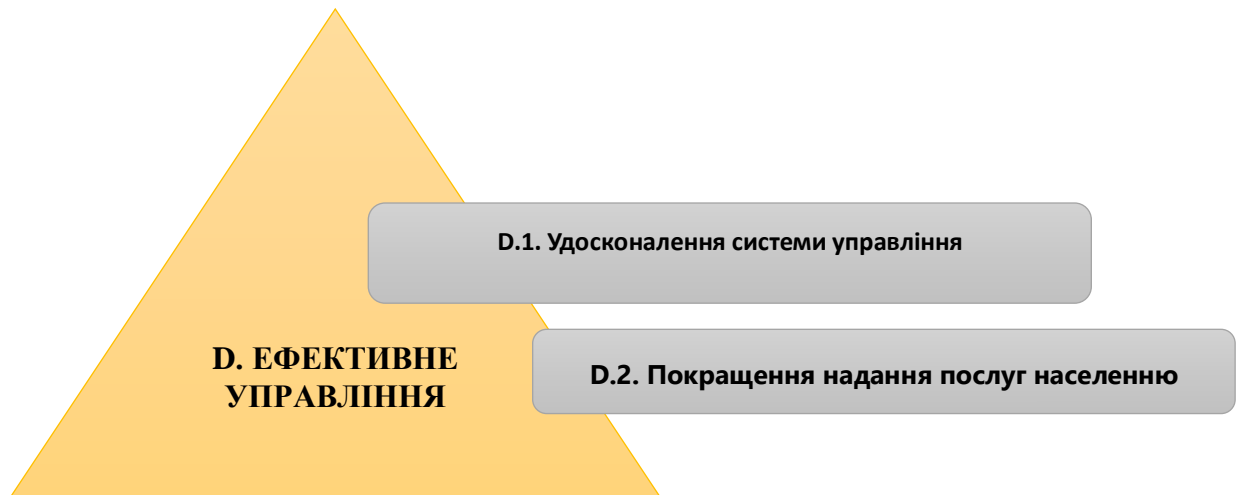 D.1. Удосконалення системи управління
D. ЕФЕКТИВНЕ
УПРАВЛІННЯ
D.2. Покращення надання послуг населенню